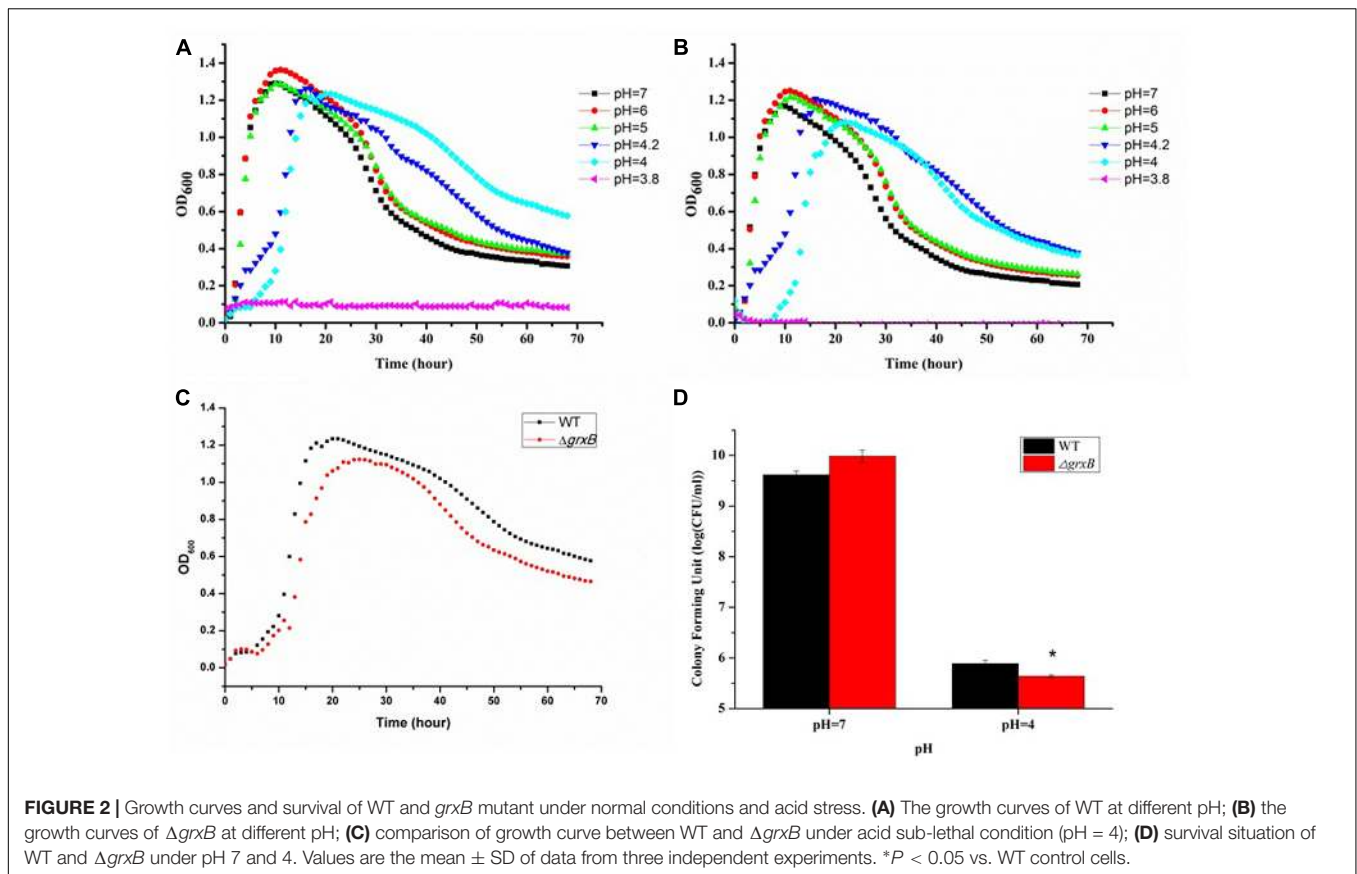 A
1.4
1.2
1.0
0.8
0.6
0.4
0.2
0.0
OD600
0 10 20 30 40 50 60 70
Time (hour)
pH=7
pH=6
pH=5
pH=4.2
pH=4
pH=3.8
B
1.4
1.2
1.0
0.8
0.6
0.4
0.2
0.0
OD600
0 10 20 30 40 50 60 70
Time (hour)
pH=7
pH=6
pH=5
pH=4.2
pH=4
pH=3.8
C
1.4
1.2
1.0
0.8
0.6
0.4
0.2
0.0
OD600
0 10 20 30 40 50 60 70
Time (hour)
WT
ΔgrxB
D
10
9
8
7
6
5
Colony Forming Unit (log(CFU/ml))
WT
ΔgrxB
*
pH=7 pH=4
pH
FIGURE 2 | Growth curves and survival of WT and grxB mutant under normal conditions and acid stress. (A) The growth curves of WT at different pH; (B) the
growth curves of ΔgrxB at different pH; (C) comparison of growth curve between WT and ΔgrxB under acid sub-lethal condition (pH = 4); (D) survival situation of
WT and ΔgrxB under pH 7 and 4. Values are the mean ± SD of data from three independent experiments. *P < 0.05 vs. WT control cells.